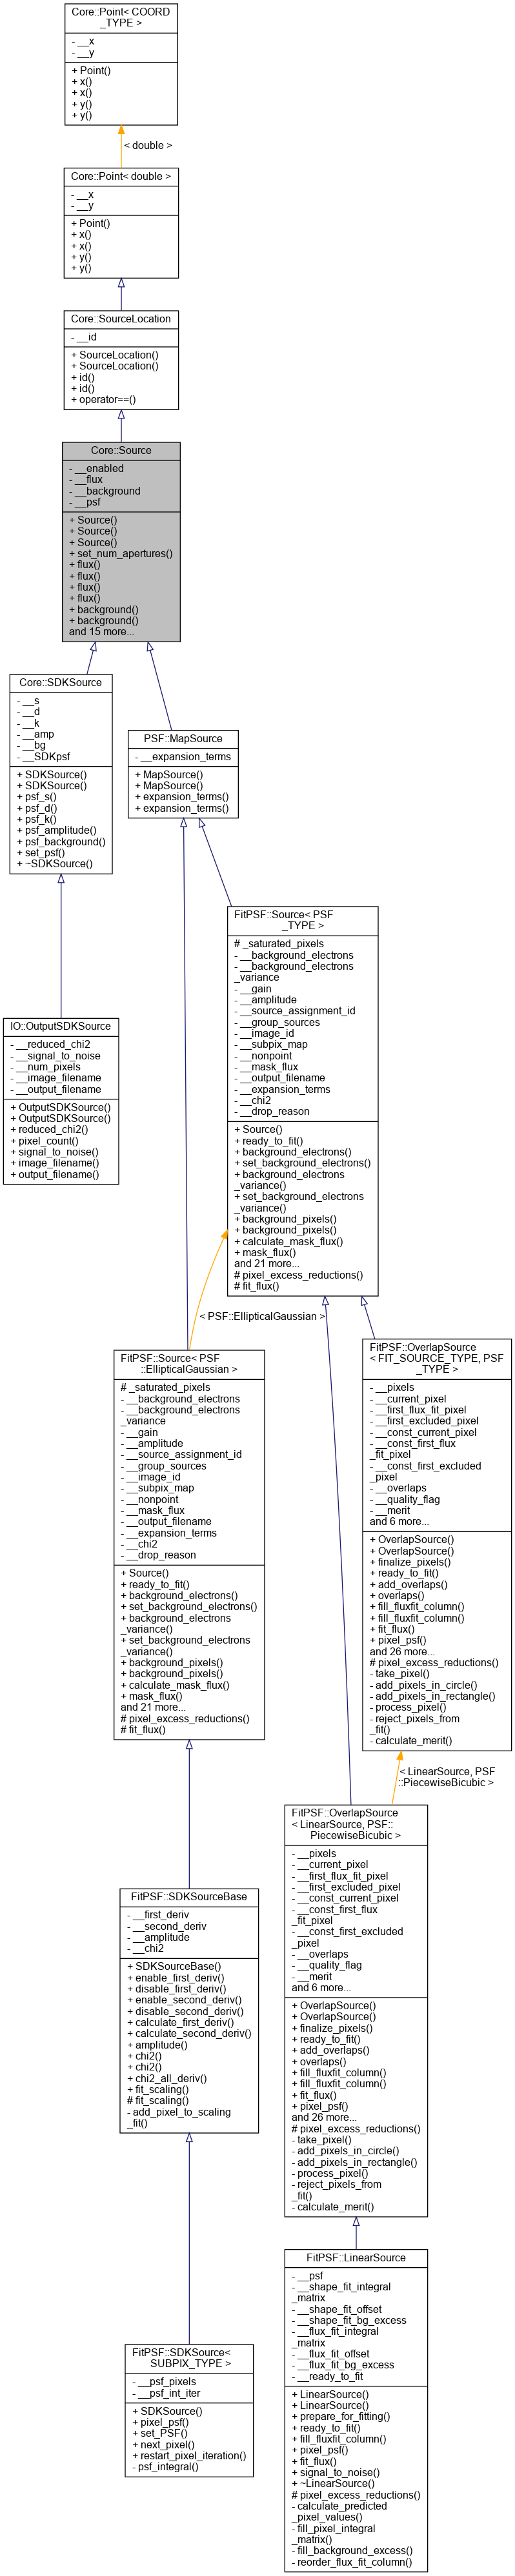 Core::Point< COORD
_TYPE >
- __x
- __y
+ Point()
+ x()
+ x()
+ y()
+ y()
< double >
Core::Point< double >
- __x
- __y
+ Point()
+ x()
+ x()
+ y()
+ y()
Core::SourceLocation
- __id
+ SourceLocation()
+ SourceLocation()
+ id()
+ id()
+ operator==()
Core::Source
- __enabled
- __flux
- __background
- __psf
+ Source()
+ Source()
+ Source()
+ set_num_apertures()
+ flux()
+ flux()
+ flux()
+ flux()
+ background()
+ background()
and 15 more...
Core::SDKSource
- __s
- __d
- __k
- __amp
- __bg
- __SDKpsf
+ SDKSource()
+ SDKSource()
+ psf_s()
+ psf_d()
+ psf_k()
+ psf_amplitude()
+ psf_background()
+ set_psf()
+ ~SDKSource()
PSF::MapSource
- __expansion_terms
+ MapSource()
+ MapSource()
+ expansion_terms()
+ expansion_terms()
FitPSF::Source< PSF
_TYPE >
# _saturated_pixels
- __background_electrons
- __background_electrons
_variance
- __gain
- __amplitude
- __source_assignment_id
- __group_sources
- __image_id
- __subpix_map
- __nonpoint
- __mask_flux
- __output_filename
- __expansion_terms
- __chi2
- __drop_reason
+ Source()
+ ready_to_fit()
+ background_electrons()
+ set_background_electrons()
+ background_electrons
_variance()
+ set_background_electrons
_variance()
+ background_pixels()
+ background_pixels()
+ calculate_mask_flux()
+ mask_flux()
and 21 more...
# pixel_excess_reductions()
# fit_flux()
IO::OutputSDKSource
- __reduced_chi2
- __signal_to_noise
- __num_pixels
- __image_filename
- __output_filename
+ OutputSDKSource()
+ OutputSDKSource()
+ reduced_chi2()
+ pixel_count()
+ signal_to_noise()
+ image_filename()
+ output_filename()
< PSF::EllipticalGaussian >
FitPSF::Source< PSF
::EllipticalGaussian >
# _saturated_pixels
- __background_electrons
- __background_electrons
_variance
- __gain
- __amplitude
- __source_assignment_id
- __group_sources
- __image_id
- __subpix_map
- __nonpoint
- __mask_flux
- __output_filename
- __expansion_terms
- __chi2
- __drop_reason
+ Source()
+ ready_to_fit()
+ background_electrons()
+ set_background_electrons()
+ background_electrons
_variance()
+ set_background_electrons
_variance()
+ background_pixels()
+ background_pixels()
+ calculate_mask_flux()
+ mask_flux()
and 21 more...
# pixel_excess_reductions()
# fit_flux()
FitPSF::OverlapSource
< FIT_SOURCE_TYPE, PSF
_TYPE >
- __pixels
- __current_pixel
- __first_flux_fit_pixel
- __first_excluded_pixel
- __const_current_pixel
- __const_first_flux
_fit_pixel
- __const_first_excluded
_pixel
- __overlaps
- __quality_flag
- __merit
and 6 more...
+ OverlapSource()
+ OverlapSource()
+ finalize_pixels()
+ ready_to_fit()
+ add_overlaps()
+ overlaps()
+ fill_fluxfit_column()
+ fill_fluxfit_column()
+ fit_flux()
+ pixel_psf()
and 26 more...
# pixel_excess_reductions()
- take_pixel()
- add_pixels_in_circle()
- add_pixels_in_rectangle()
- process_pixel()
- reject_pixels_from
_fit()
- calculate_merit()
< LinearSource, PSF
::PiecewiseBicubic >
FitPSF::OverlapSource
< LinearSource, PSF::
PiecewiseBicubic >
- __pixels
- __current_pixel
- __first_flux_fit_pixel
- __first_excluded_pixel
- __const_current_pixel
- __const_first_flux
_fit_pixel
- __const_first_excluded
_pixel
- __overlaps
- __quality_flag
- __merit
and 6 more...
+ OverlapSource()
+ OverlapSource()
+ finalize_pixels()
+ ready_to_fit()
+ add_overlaps()
+ overlaps()
+ fill_fluxfit_column()
+ fill_fluxfit_column()
+ fit_flux()
+ pixel_psf()
and 26 more...
# pixel_excess_reductions()
- take_pixel()
- add_pixels_in_circle()
- add_pixels_in_rectangle()
- process_pixel()
- reject_pixels_from
_fit()
- calculate_merit()
FitPSF::SDKSourceBase
- __first_deriv
- __second_deriv
- __amplitude
- __chi2
+ SDKSourceBase()
+ enable_first_deriv()
+ disable_first_deriv()
+ enable_second_deriv()
+ disable_second_deriv()
+ calculate_first_deriv()
+ calculate_second_deriv()
+ amplitude()
+ chi2()
+ chi2()
+ chi2_all_deriv()
+ fit_scaling()
# fit_scaling()
- add_pixel_to_scaling
_fit()
FitPSF::LinearSource
- __psf
- __shape_fit_integral
_matrix
- __shape_fit_offset
- __shape_fit_bg_excess
- __flux_fit_integral
_matrix
- __flux_fit_offset
- __flux_fit_bg_excess
- __ready_to_fit
+ LinearSource()
+ LinearSource()
+ prepare_for_fitting()
+ ready_to_fit()
+ fill_fluxfit_column()
+ pixel_psf()
+ fit_flux()
+ signal_to_noise()
+ ~LinearSource()
# pixel_excess_reductions()
- calculate_predicted
_pixel_values()
- fill_pixel_integral
_matrix()
- fill_background_excess()
- reorder_flux_fit_column()
FitPSF::SDKSource<
SUBPIX_TYPE >
- __psf_pixels
- __psf_int_iter
+ SDKSource()
+ pixel_psf()
+ set_PSF()
+ next_pixel()
+ restart_pixel_iteration()
- psf_integral()